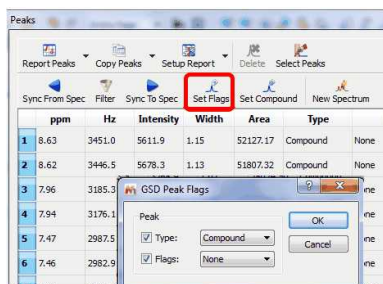 Peaks
Report Peaks Copy Peaks Setup Report Delete Select Peaks
Sync From Spec Filter Sync To Spec Set Flags Set Compound New Spectrum
ppm Hz Intensity Width Area Type
1 8.63 3451.0 5611.9 1.15 52127.17 Compound None
2 8.62 3446.5 5678.3 1.13 51807.32 Compound None
3 7.96 3185.3
4 7.94 3176.1
5 7.47 2987.5
6 7.46 2982.9
GSD Peak Flags
Peak
Type: Compound
Flags: None
OK
Cancel